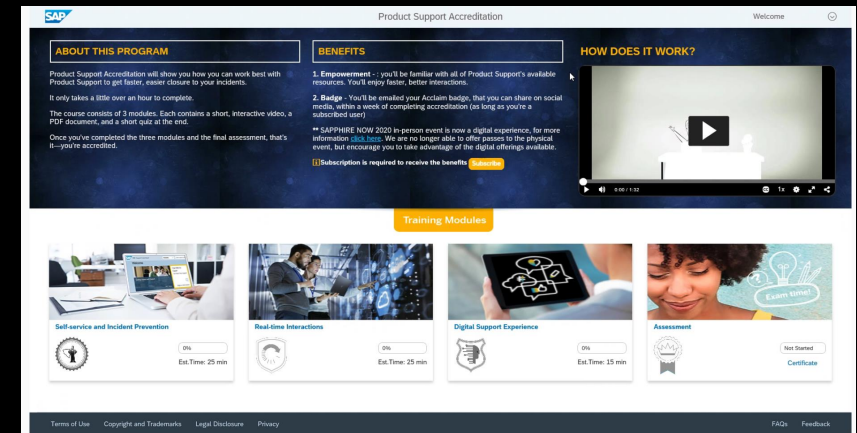 SAP
Product Support Accreditation
Welcome
ABOUT THIS PROGRAM
Product Support Accreditation will show you how you can work best with
Product Support to get faster, easier closure to your incidents.
It only takes a little over an hour to complete.
The course consists of 3 modules. Each contains a short, interactive video, a
PDF document, and a short quiz at the end.
Once you've completed the three modules and the final assessment, that's
it—you're accredited.
BENEFITS
1. Empowerment - : you'll be familiar with all of Product Support's available
resources. You'll enjoy faster, better interactions.
2. Badge - You'll be emailed your Acclaim badge, that you can share on social
media, within a week of completing accreditation (as long as you're a
subscribed user)
** SAPPHIRE NOW 2020 in-person event is now a digital experience, for more
information click here. We are no longer able to offer passes to the physical
event, but encourage you to take advantage of the digital offerings available.
[i]Subscription is required to receive the benefits Subscribe
HOW DOES IT WORK?
0:00 / 1:32
1x
Training Modules
Self-service and Incident Prevention
0%
Est.Time: 25 min
Real-time Interactions
0%
Est.Time: 25 min
Digital Support Experience
0%
Est.Time: 15 min
Exam time!
Assessment
Not Started
Certificate
Terms of Use Copyright and Trademarks Legal Disclosure Privacy
FAQs Feedback